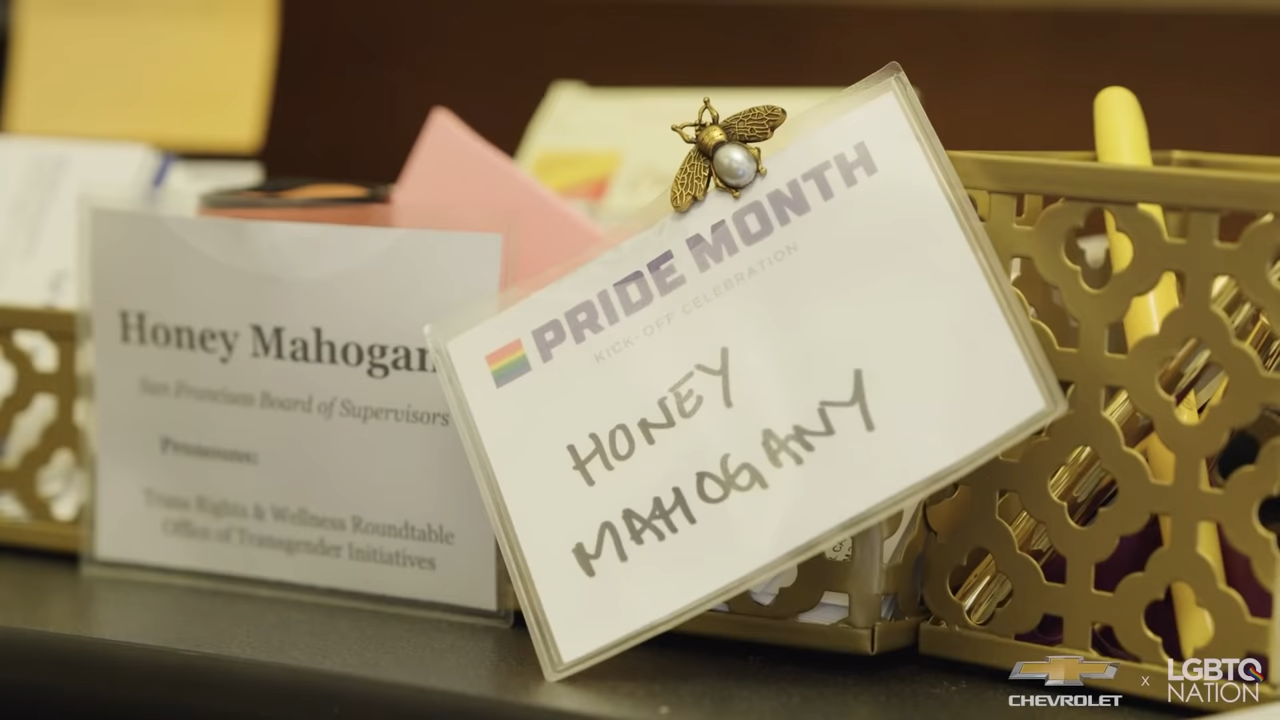 Honey Mahogan
San Francisco Board of Supervisors
Pronouns:
Trans Rights & Wellness Roundtable
Office of Transgender Initiatives
PRIDE MONTH
KICK-OFF CELEBRATION
HONEY
MAHOGANY
CHEVROLET x LGBTQ NATION